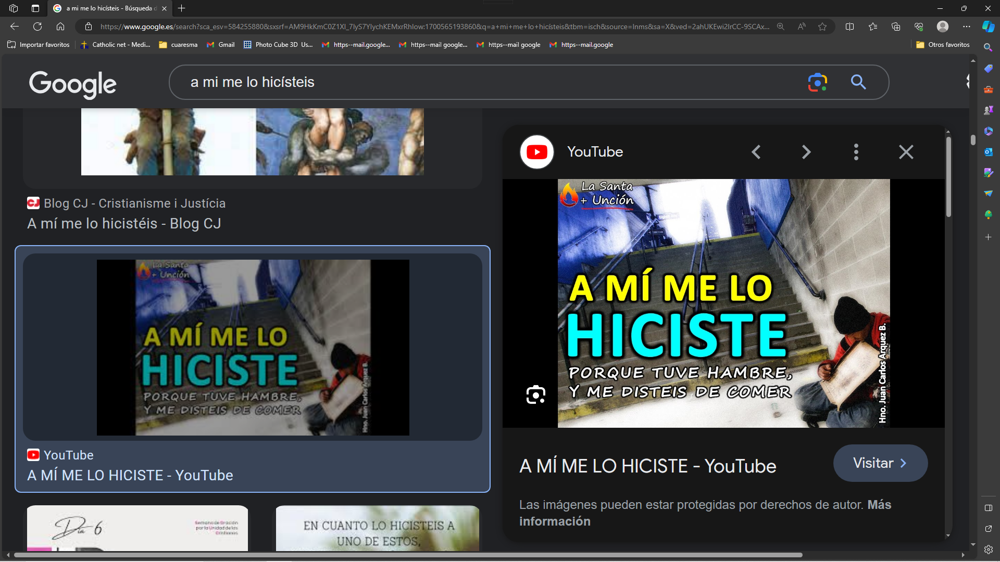 a mi me lo hicísteis - Búsqueda d
https://www.google.es/search?sca_esv=584255880&sxsrf=AM9HkKmC0Z1XI_7IyS7YIychKEMxrRhIow:1700565193860&q=a+mi+me+lo+hicísteis&tbm=isch&source=lnms&sa=X&ved=2ahUKEwi2IrCC-9SCAx...
Importar favoritos
Catholic net - Medi...
cuaresma
Gmail
Photo Cube 3D Us...
https--mail.google...
https--mail google...
https--mail google
https--mail.google
Otros favoritos
Google
a mi me lo hicísteis
Blog CJ - Cristianisme i Justícia
A mí me lo hicistéis - Blog CJ
La Santa
+ Unción
A MÍ ME LO
HICISTE
PORQUE TUVE HAMBRE,
Y ME DISTEIS DE COMER
Hno. Juan Carlos Arquez B.
YouTube
A MÍ ME LO HICISTE - YouTube
Día 6
Semana de Oración
por la Unidad de los
Cristianos
EN CUANTO LO HICISTEIS A
UNO DE ESTOS,
YouTube
La Santa
+ Unción
A MÍ ME LO
HICISTE
PORQUE TUVE HAMBRE,
Y ME DISTEIS DE COMER
Hno. Juan Carlos Arquez B.
A MÍ ME LO HICISTE - YouTube
Visitar
Las imágenes pueden estar protegidas por derechos de autor. Más
información